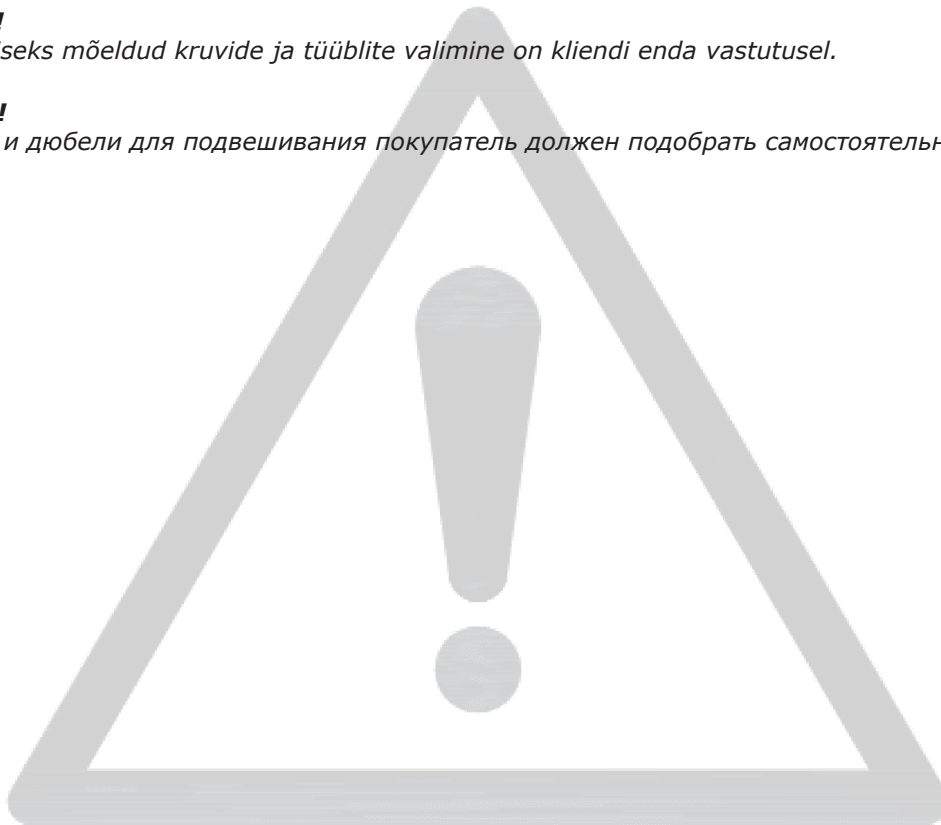 !
seks mõeldud kruvide ja tüüblite valimine on kliendi enda vastutusel.
!
и дюбели для подвешивания покупатель должен подобрать самостоятельн